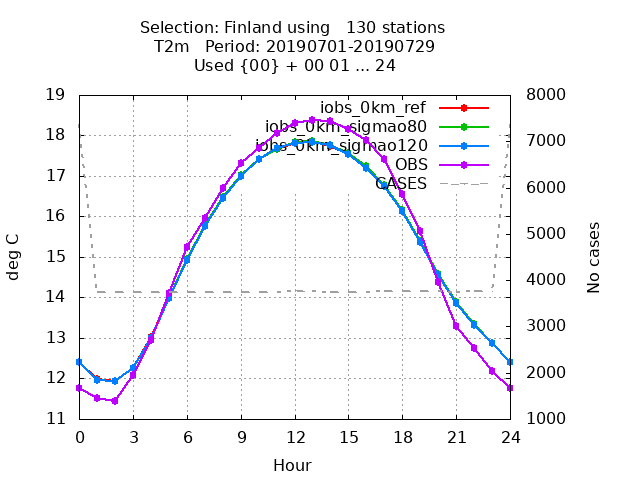 Selection: Finland using   130 stations
T2m   Period: 20190701-20190729
Used {00} + 00 01 ... 24
19
18
17
16
15
14
13
12
11
deg C
8000
7000
6000
5000
4000
3000
2000
1000
No cases
iobs_0km_ref
iobs_0km_sigmao80
iobs_0km_sigmao120
OBS
CASES
0 3 6 9 12 15 18 21 24
Hour